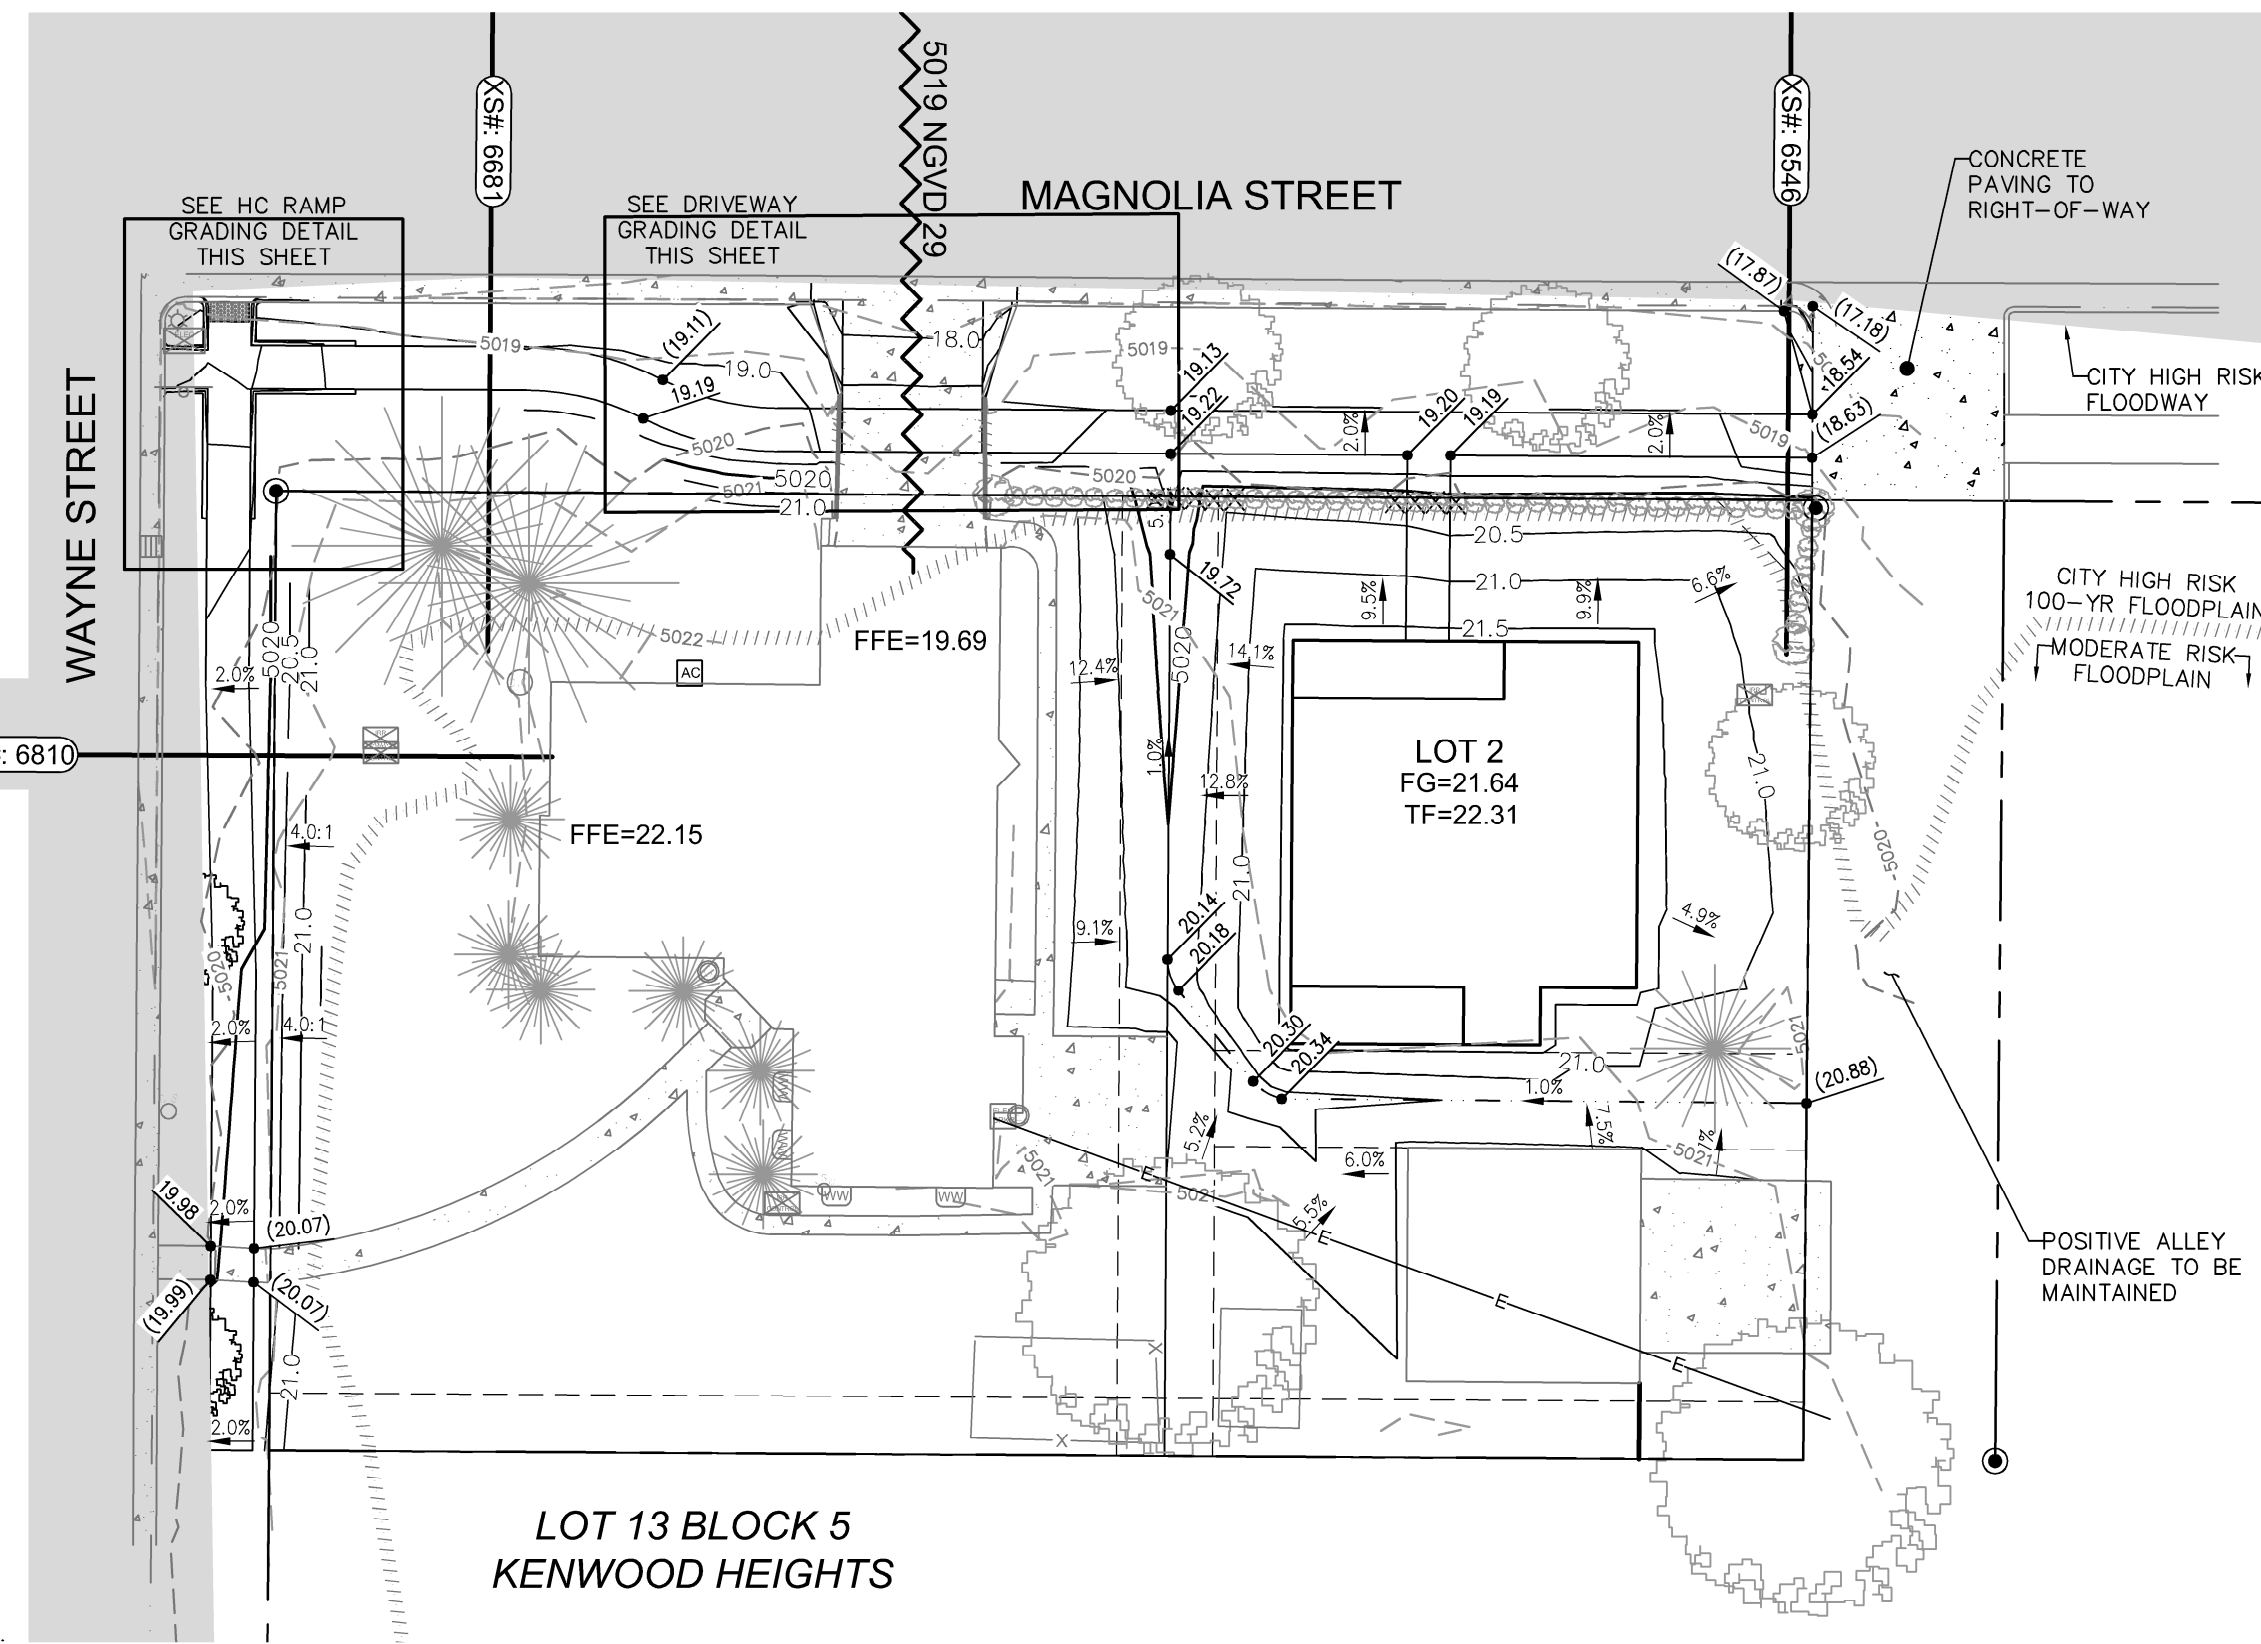 XS#: 6681
5019 NGVD 29
XS#: 6546
MAGNOLIA STREET
CONCRETE
PAVING TO
RIGHT-OF-WAY
SEE HC RAMP
GRADING DETAIL
THIS SHEET
SEE DRIVEWAY
GRADING DETAIL
THIS SHEET
WAYNE STREET
(17.87)
(17.18)
18.54
(18.63)
(19.11)
19.19
19.13
19.22
19.20
19.19
5019
19.0
18.0
5019
5019
2.0%
2.0%
CITY HIGH RISK
FLOODWAY
5020
5020
5021
21.0
5020
20.5
21.0
21.5
19.72
5021
9.5%
9.9%
6.6%
CITY HIGH RISK
100-YR FLOODPLAIN
MODERATE RISK
FLOODPLAIN
5022
FFE=19.69
AC
5020
20.5
21.0
2.0%
12.4%
5020
14.1%
: 6810
1.0%
12.8%
LOT 2
FG=21.64
TF=22.31
21.0
FFE=22.15
4.0:1
5020
21.0
9.1%
20.14
20.18
4.9%
21.0
5020
5021
2.0%
4.0:1
20.30
20.34
21.0
5021
1.0%
(20.88)
5.2%
7.5%
5021
6.0%
5021
E
5021
5.5%
E
E
E
WW
WW
WW
WW
19.98
2.0%
(20.07)
(19.99)
(20.07)
POSITIVE ALLEY
DRAINAGE TO BE
MAINTAINED
21.0
X
X
2.0%
LOT 13 BLOCK 5
KENWOOD HEIGHTS